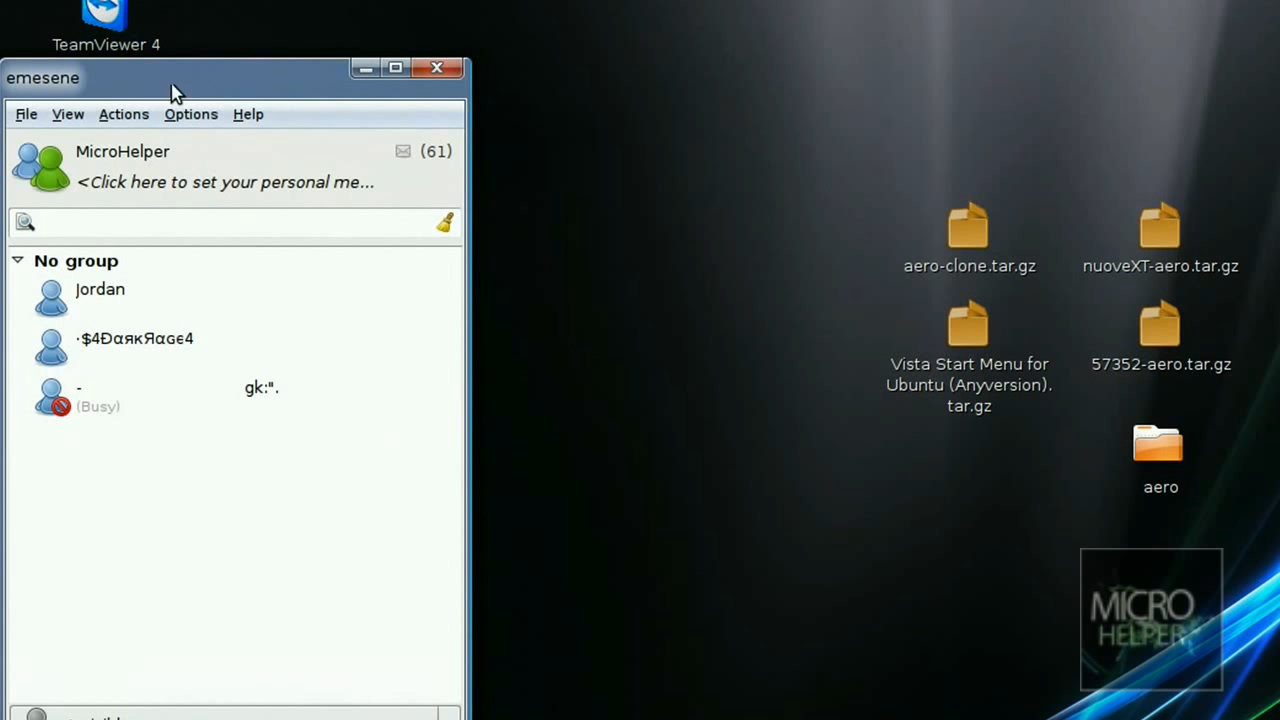 TeamViewer 4
emesene
File View Actions Options Help
MicroHelper (61)
<Click here to set your personal me...
No group
Jordan
·$4ÐαякЯαɢє4
- gk:".
(Busy)
aero-clone.tar.gz
nuoveXT-aero.tar.gz
Vista Start Menu for
Ubuntu (Anyversion).
tar.gz
57352-aero.tar.gz
aero
MICRO
HELPER